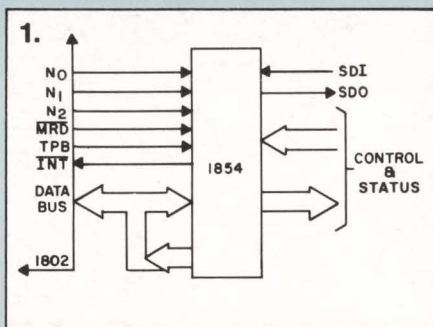 1.
N0
N1
N2
MRD
TPB
INT
DATA
BUS
1802
1854
SDI
SDO
CONTROL
&
STATUS